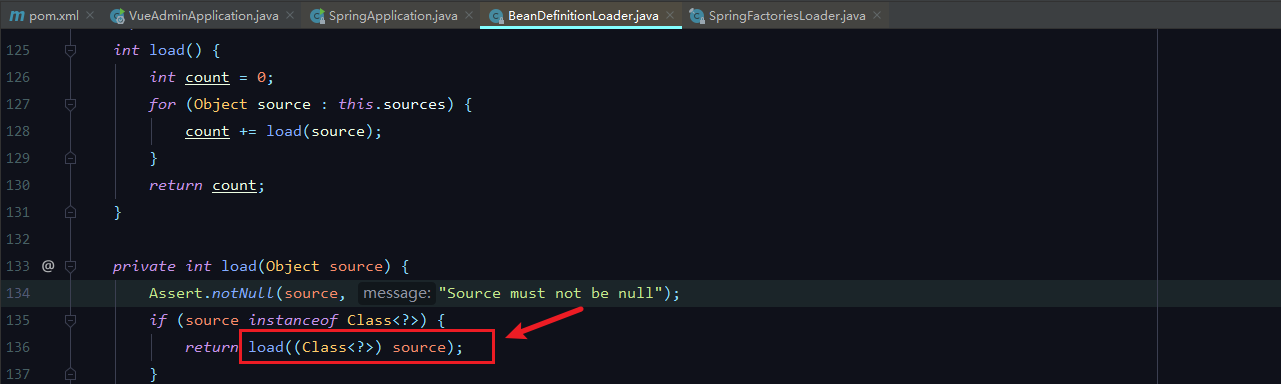 m pom.xml × VueAdminApplication.java × SpringApplication.java × BeanDefinitionLoader.java × SpringFactoriesLoader.java ×
125 int load() {
126 int count = 0;
127 for (Object source : this.sources) {
128 count += load(source);
129 }
130 return count;
131 }
132
133 @ private int load(Object source) {
134 Assert.notNull(source, message: "Source must not be null");
135 if (source instanceof Class<?>) {
136 return load((Class<?>) source);
137 }